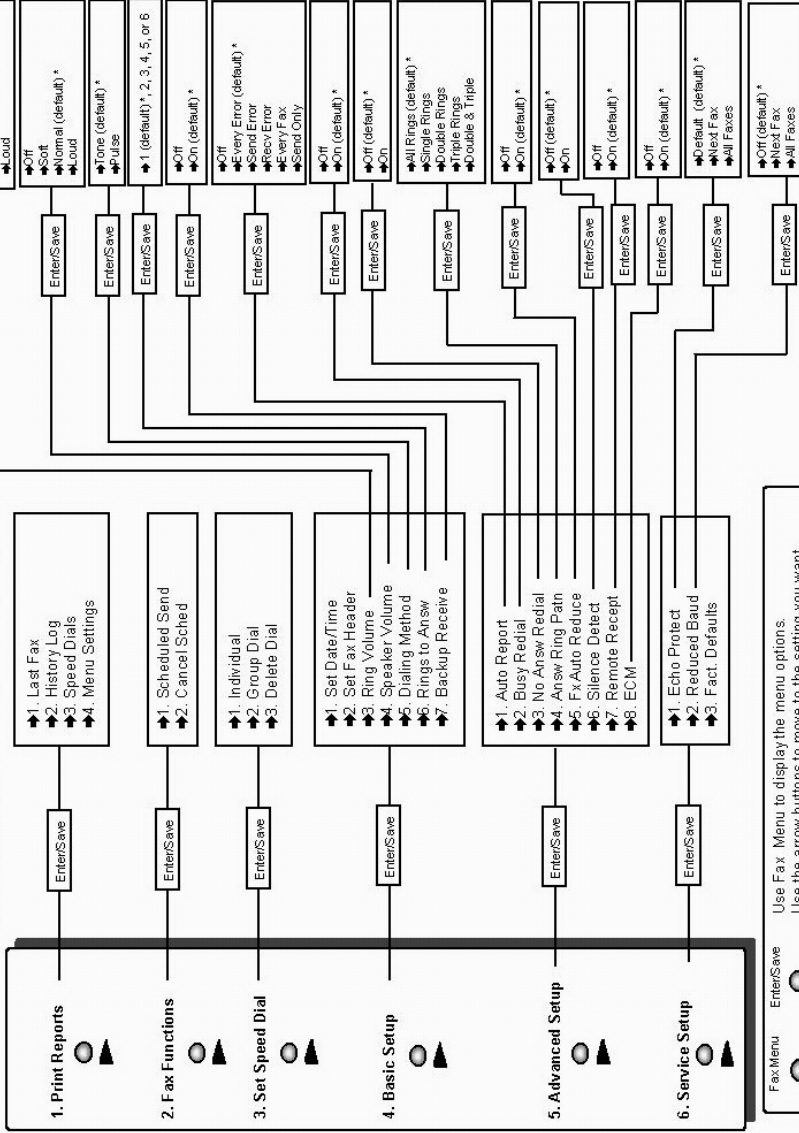 1. Print Reports
Enter/Save
1. Last Fax
2. History Log
3. Speed Dials
4. Menu Settings
2. Fax Functions
Enter/Save
1. Scheduled Send
2. Cancel Sched
3. Set Speed Dial
Enter/Save
1. Individual
2. Group Dial
3. Delete Dial
4. Basic Setup
Enter/Save
1. Set Date/Time
2. Set Fax Header
3. Ring Volume
4. Speaker Volume
5. Dialing Method
6. Rings to Answ
7. Backup Receive
5. Advanced Setup
Enter/Save
1. Auto Report
2. Busy Redial
3. No Answ Redial
4. Answ Ring Patn
5. Fx Auto Reduce
6. Silence Detect
7. Remote Recept
8. ECM
6. Service Setup
Enter/Save
1. Echo Protect
2. Reduced Baud
3. Fact. Defaults
Loud
Enter/Save
Off
Soft
Normal (default) *
Loud
Enter/Save
Tone (default) *
Pulse
Enter/Save
1 (default) *, 2, 3, 4, 5, or 6
Enter/Save
Off
On (default) *
Enter/Save
Off
Every Error (default) *
Send Error
Recv Error
Every Fax
Send Only
Enter/Save
Off
On (default) *
Enter/Save
Off (default) *
On
Enter/Save
All Rings (default) *
Single Rings
Double Rings
Triple Rings
Double & Triple
Enter/Save
Off
On (default) *
Enter/Save
Off (default) *
On
Enter/Save
Off
On (default) *
Enter/Save
Off
On (default) *
Enter/Save
Default (default) *
Next Fax
All Faxes
Enter/Save
Off (default) *
Next Fax
All Faxes
Fax Menu
Enter/Save
Use Fax Menu to display the menu options.
Use the arrow buttons to move to the setting you want